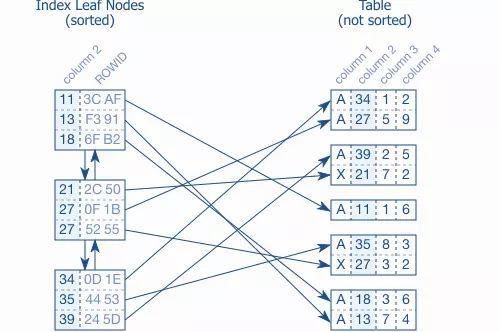 Index Leaf Nodes
(sorted)
column 2
ROWID
11 3C AF
13 F3 91
18 6F B2
21 2C 50
27 0F 1B
27 52 55
34 0D 1E
35 44 53
39 24 5D
Table
(not sorted)
column 1
column 2
column 3
column 4
A 34 1 2
A 27 5 9
A 39 2 5
X 21 7 2
A 11 1 6
A 35 8 3
X 27 3 2
A 18 3 6
A 13 7 4